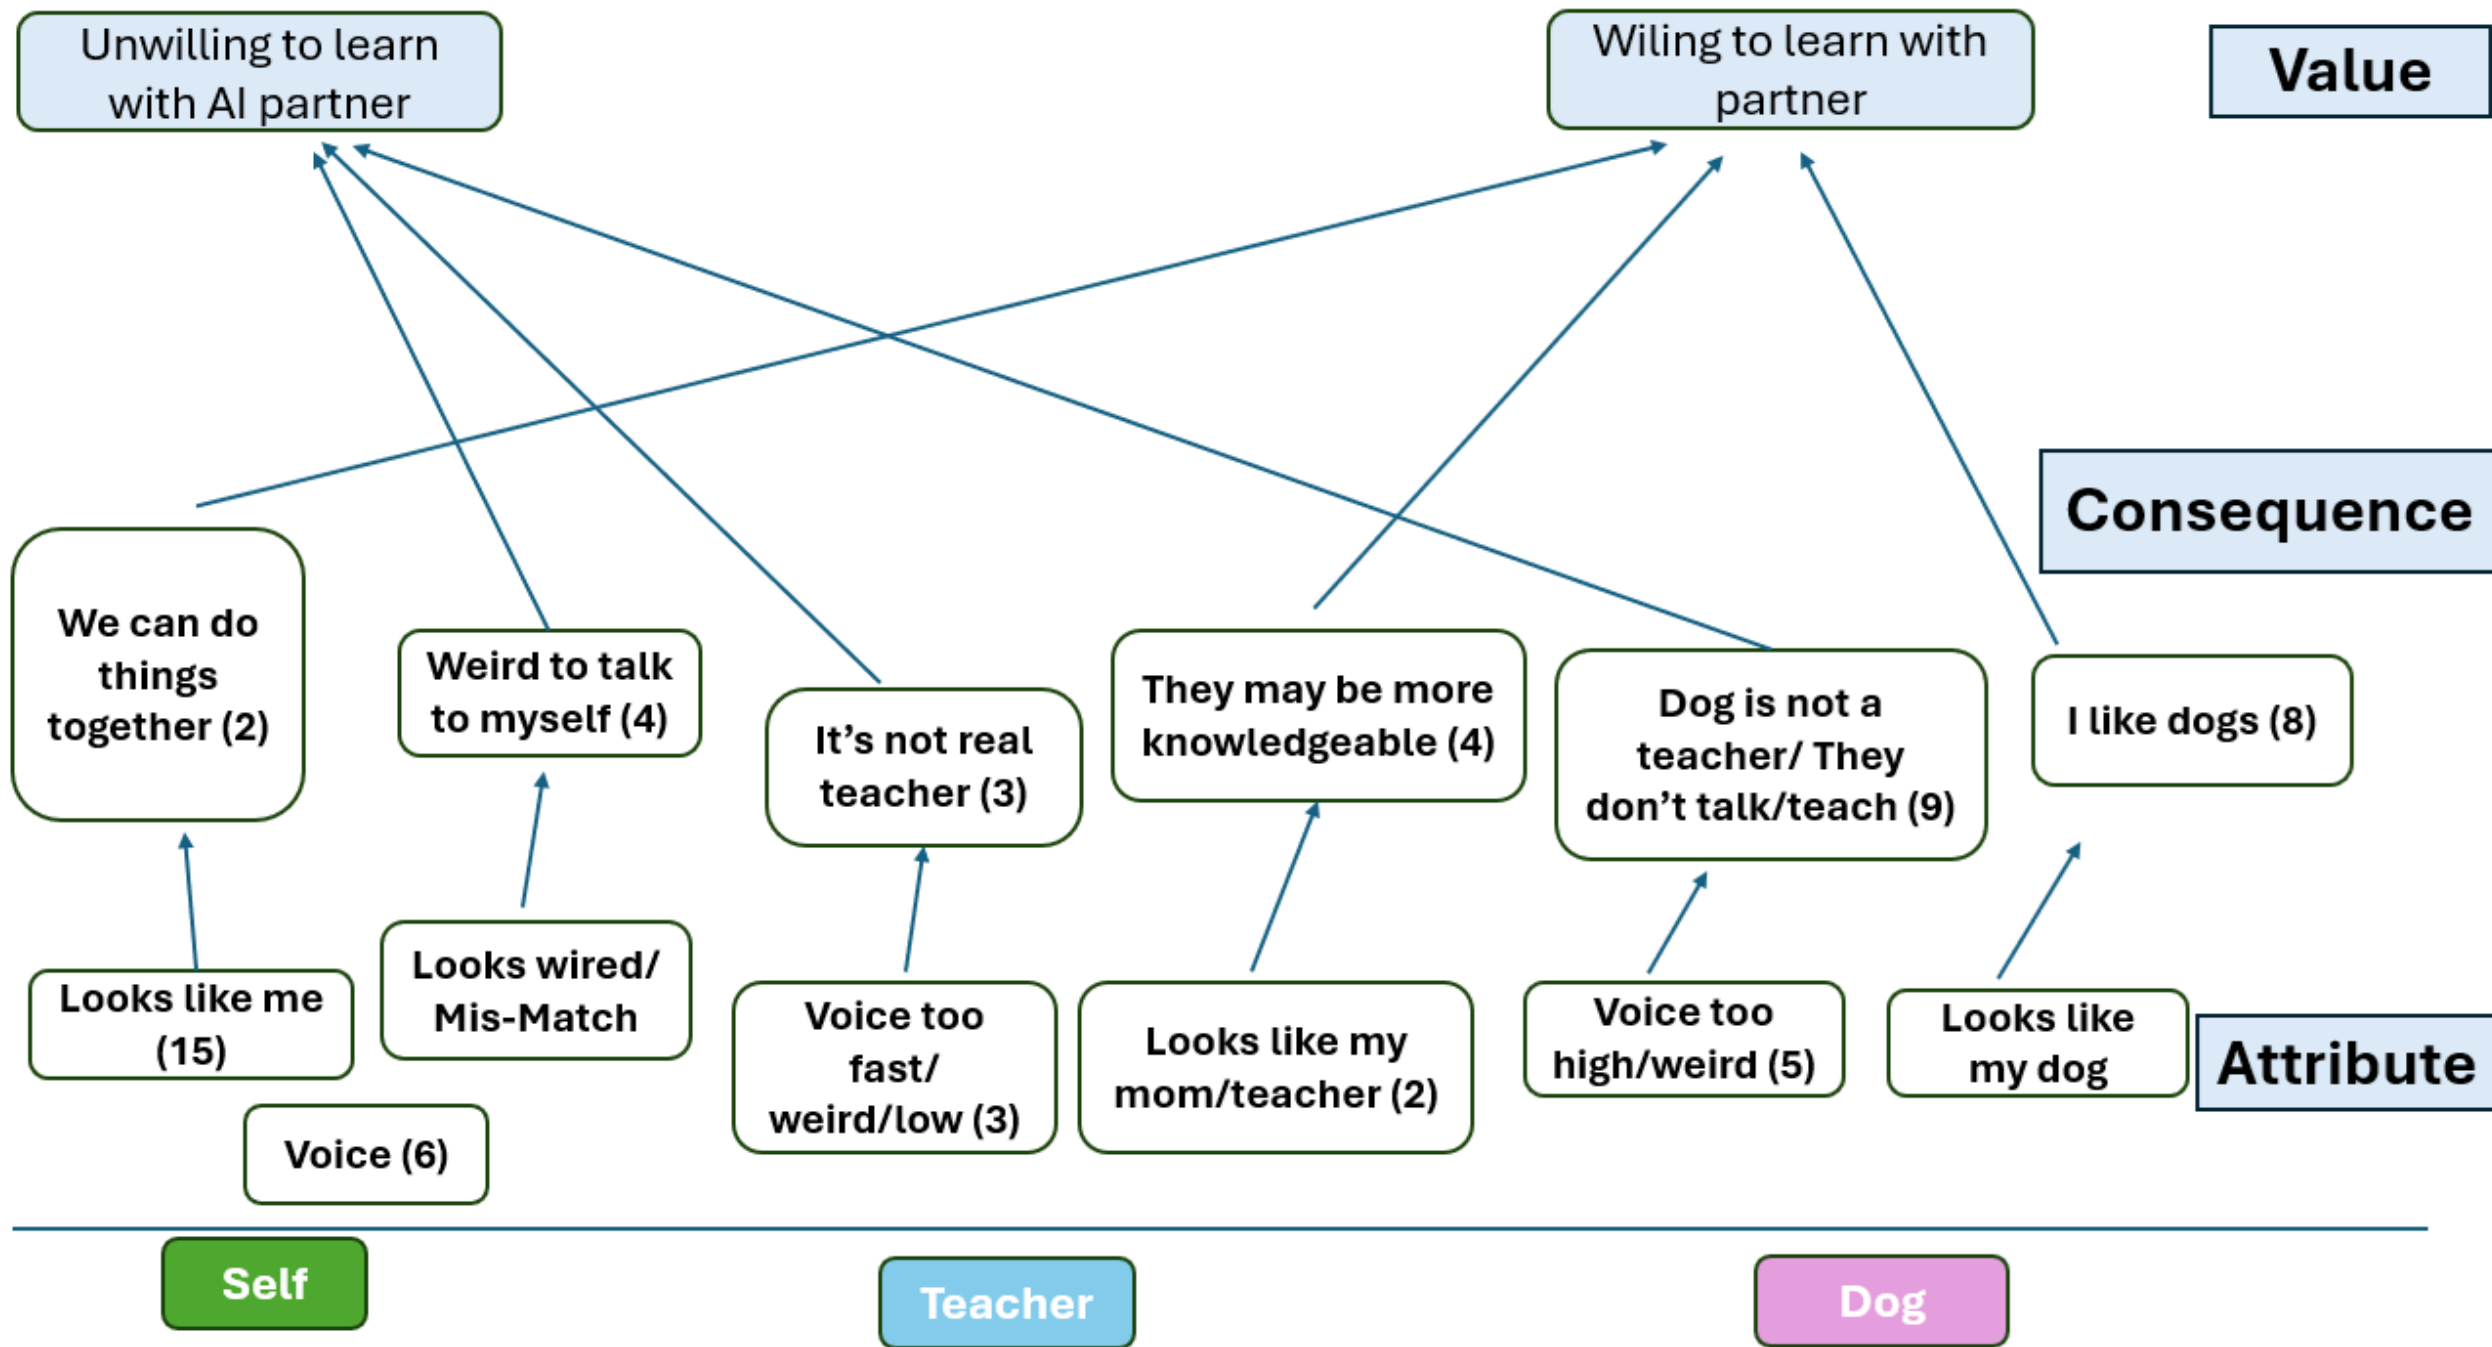 Unwilling to learn
with AI partner
Wiling to learn with
partner
Value
Consequence
We can do
things
together (2)
Weird to talk
to myself (4)
It's not real
teacher (3)
They may be more
knowledgeable (4)
Dog is not a
teacher/ They
don't talk/teach (9)
I like dogs (8)
Looks like me
(15)
Looks wired/
Mis-Match
Voice too
fast/
weird/low (3)
Looks like my
mom/teacher (2)
Voice too
high/weird (5)
Looks like
my dog
Attribute
Voice (6)
Self
Teacher
Dog